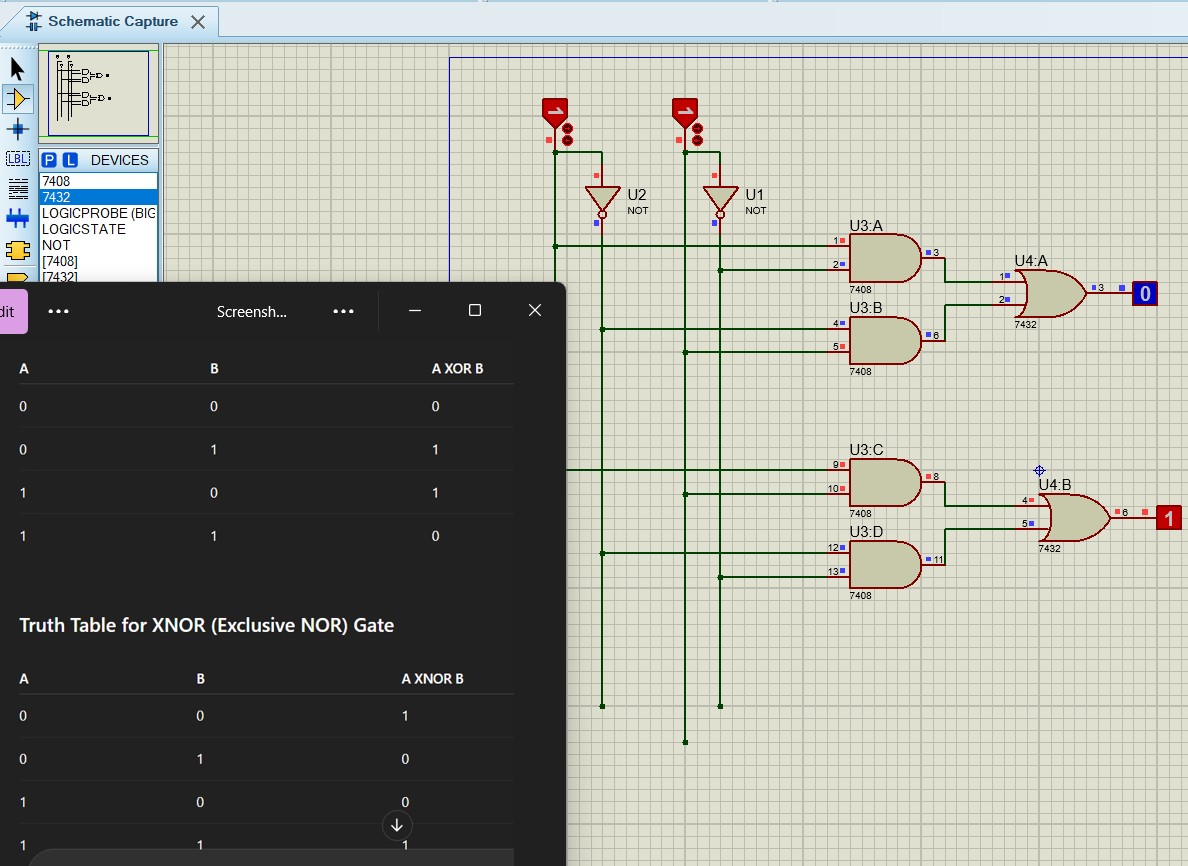 Schematic Capture
LBL
P L DEVICES
7408
7432
LOGICPROBE (BIG
LOGICSTATE
NOT
[7408]
[7432]
1
1
U2
NOT
U1
NOT
U3:A
1
2
3
7408
U3:B
4
5
6
7408
U4:A
1
2
3
7432
0
U3:C
9
10
8
7408
U3:D
12
13
11
7408
U4:B
4
5
6
7432
1
dit ... Screensh... ...
A B A XOR B
0 0 0
0 1 1
1 0 1
1 1 0
Truth Table for XNOR (Exclusive NOR) Gate
A B A XNOR B
0 0 1
0 1 0
1 0 0
1 1 1